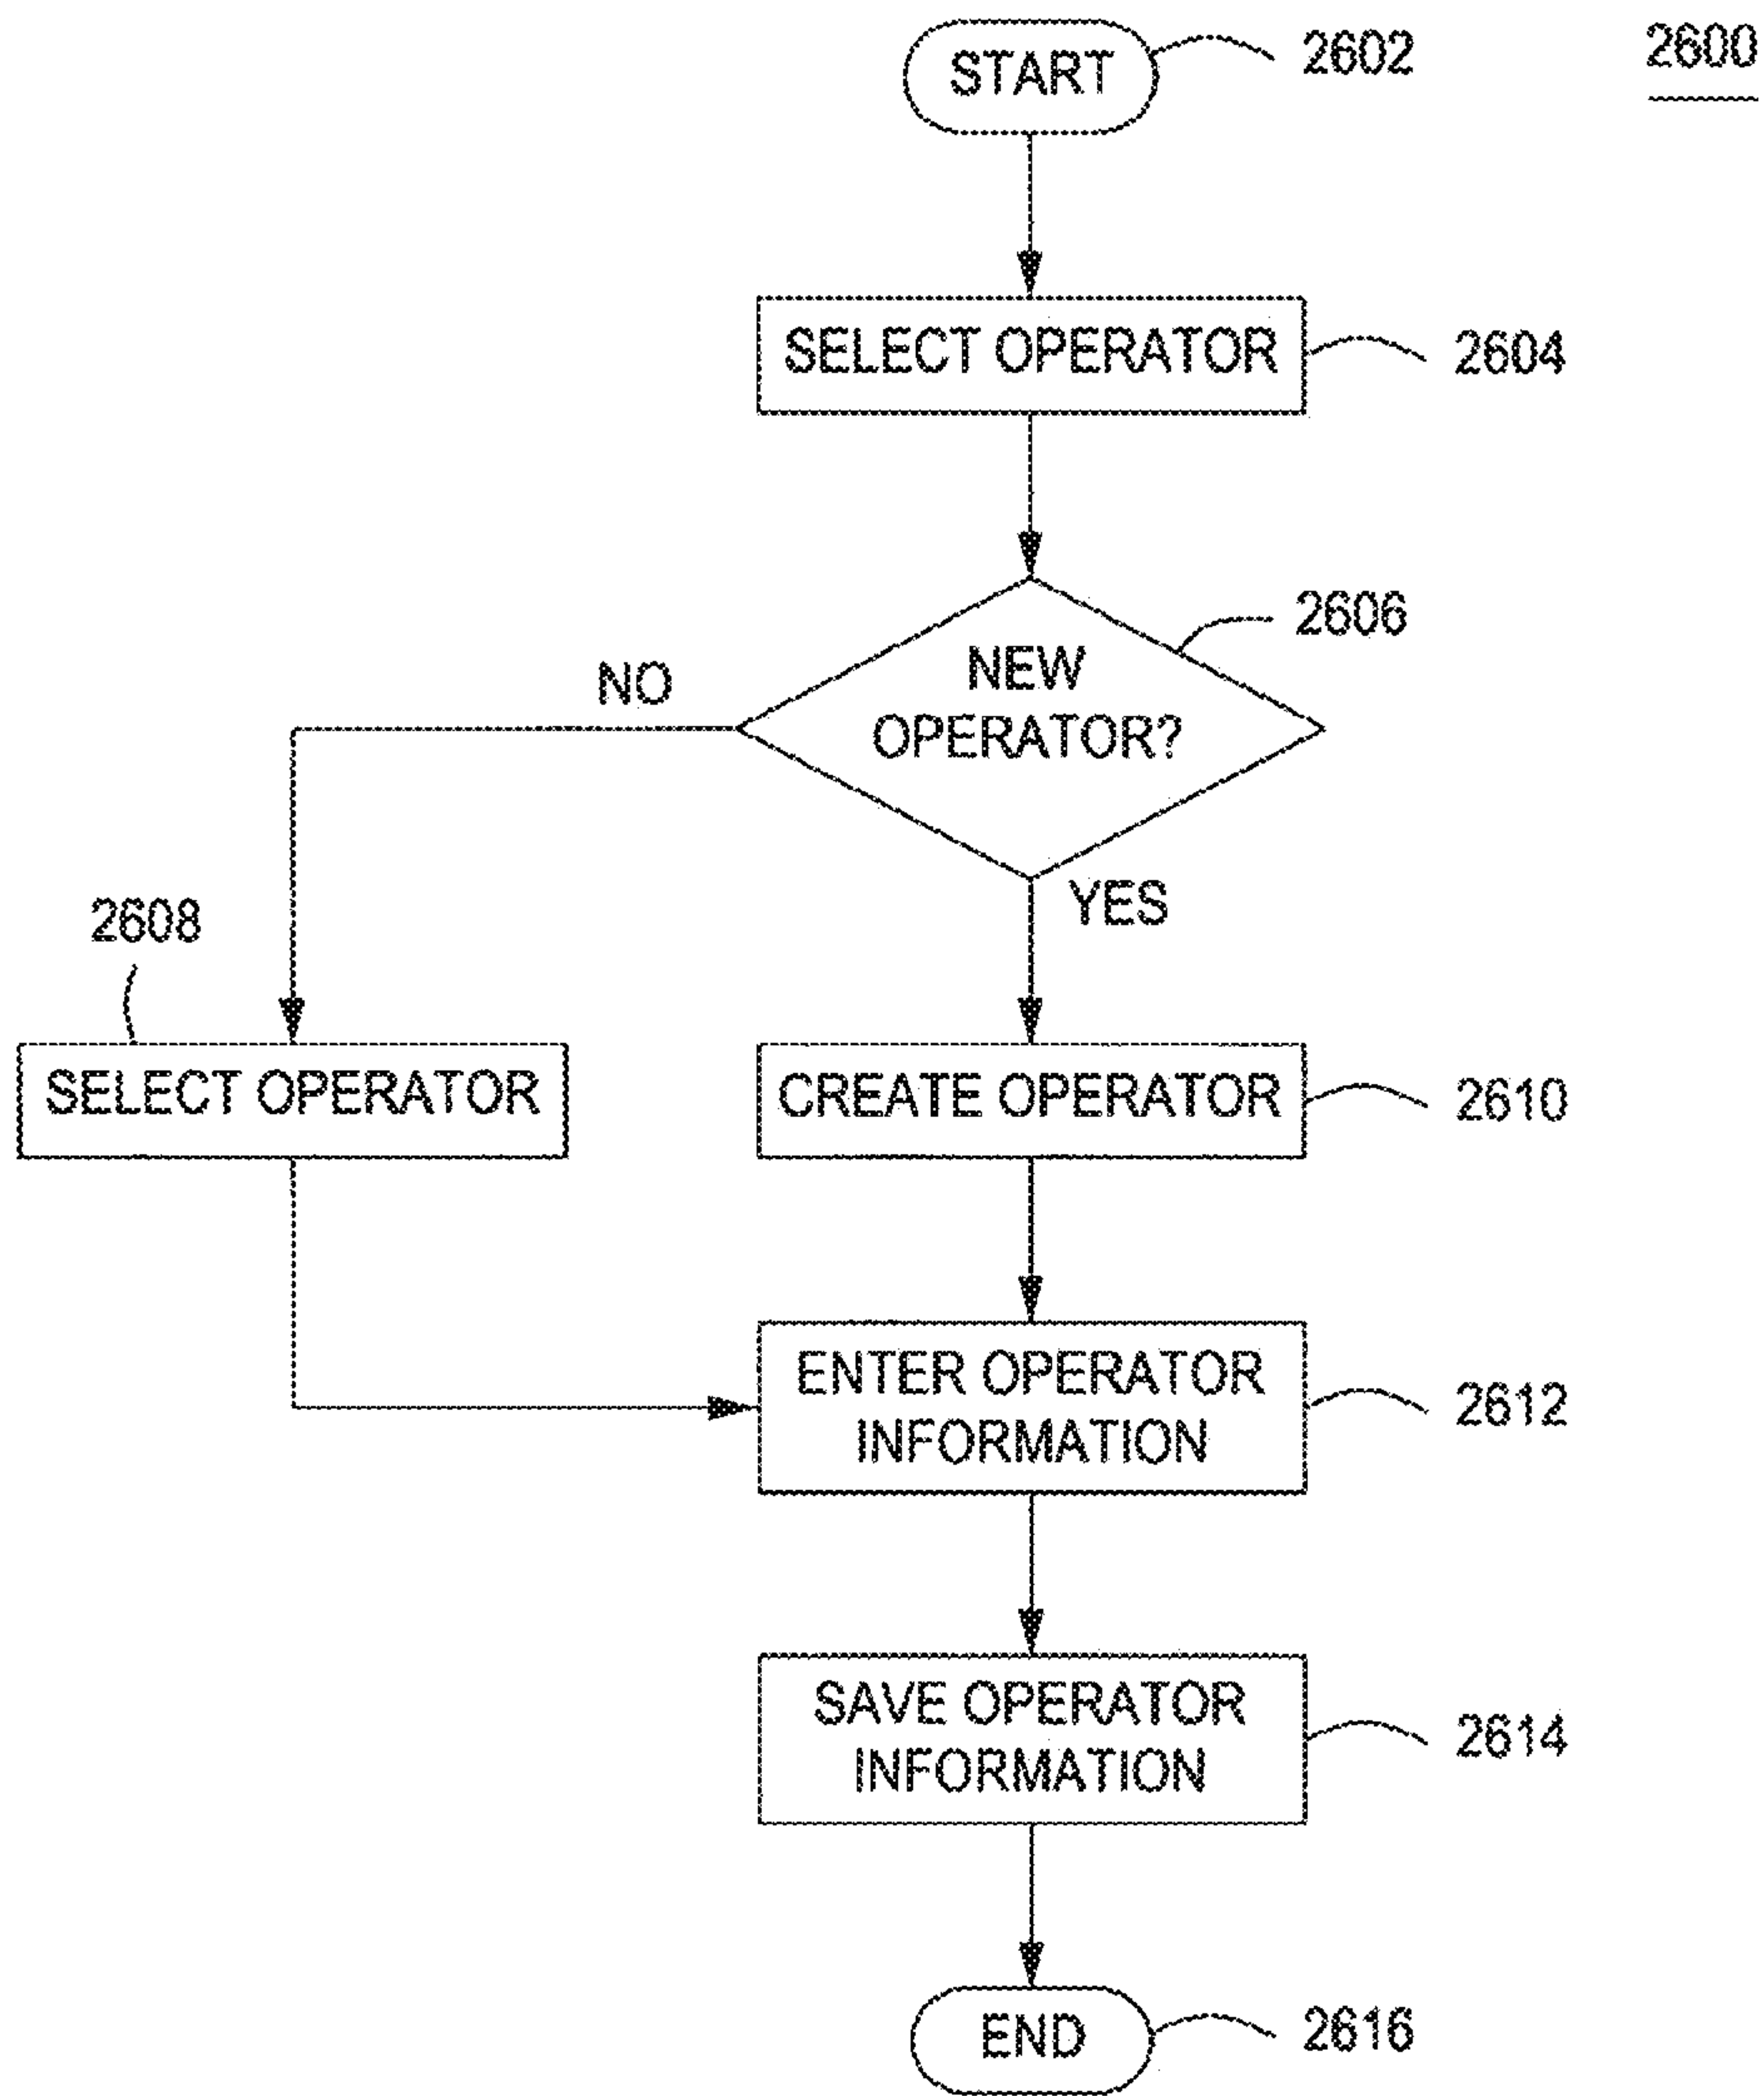 START
2602
2600
SELECT OPERATOR
2604
NEW
OPERATOR?
2606
NO
YES
2608
SELECT OPERATOR
CREATE OPERATOR
2610
ENTER OPERATOR
INFORMATION
2612
SAVE OPERATOR
INFORMATION
2614
END
2616